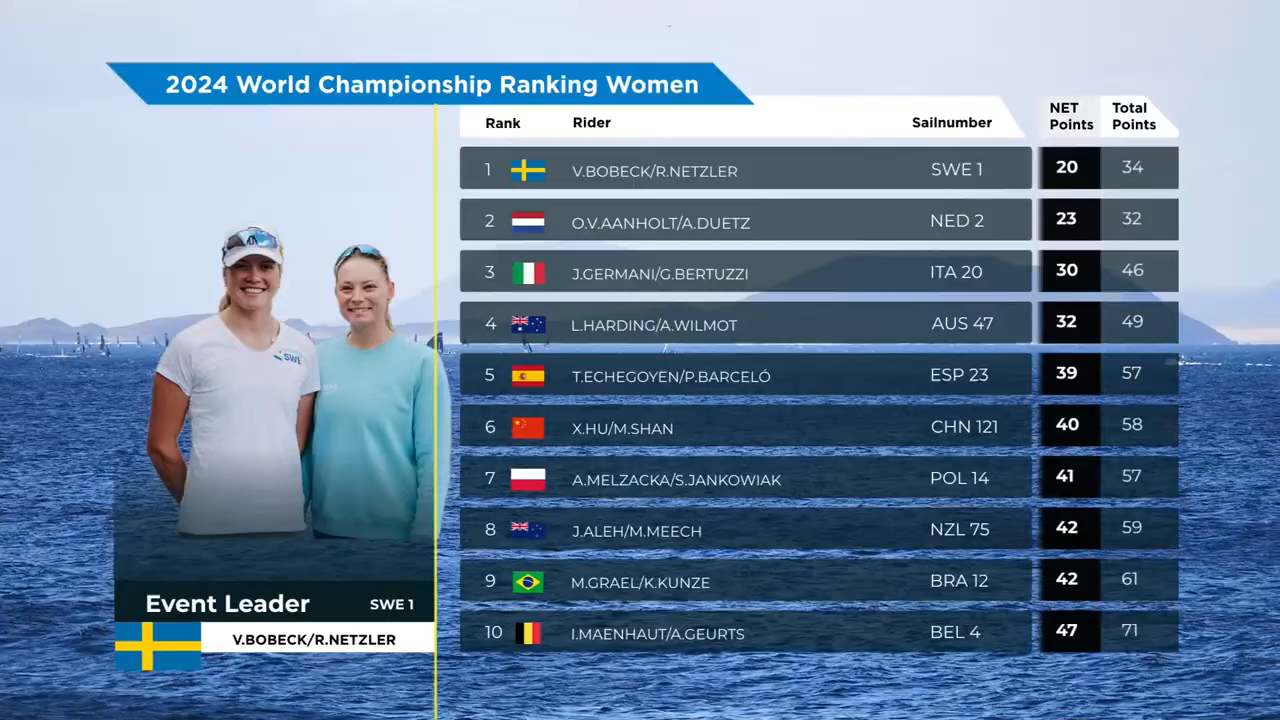 2024 World Championship Ranking Women
Rank Rider Sailnumber NET Points Total Points
1 V.BOBECK/R.NETZLER SWE 1 20 34
2 O.V.AANHOLT/A.DUETZ NED 2 23 32
3 J.GERMANI/G.BERTUZZI ITA 20 30 46
4 L.HARDING/A.WILMOT AUS 47 32 49
5 T.ECHEGOYEN/P.BARCELÓ ESP 23 39 57
6 X.HU/M.SHAN CHN 121 40 58
7 A.MELZACKA/S.JANKOWIAK POL 14 41 57
8 J.ALEH/M.MEECH NZL 75 42 59
9 M.GRAEL/K.KUNZE BRA 12 42 61
10 I.MAENHAUT/A.GEURTS BEL 4 47 71
SWE
Event Leader SWE 1
V.BOBECK/R.NETZLER